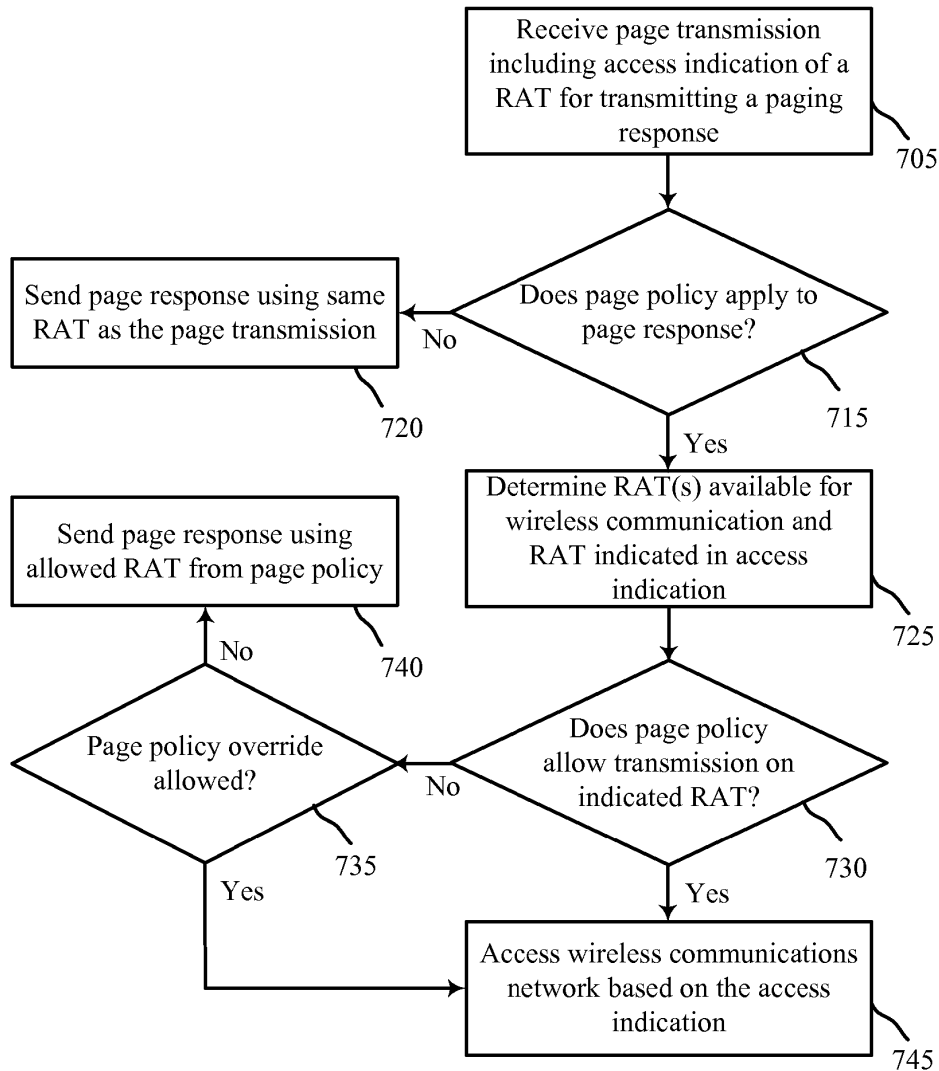 Receive page transmission
including access indication of a
RAT for transmitting a paging
response
705
Does page policy apply to
page response?
715
No
Send page response using same
RAT as the page transmission
720
Yes
Determine RAT(s) available for
wireless communication and
RAT indicated in access
indication
725
Does page policy
allow transmission on
indicated RAT?
730
No
Page policy override
allowed?
735
No
Send page response using
allowed RAT from page policy
740
Yes
Yes
Access wireless communications
network based on the access
indication
745